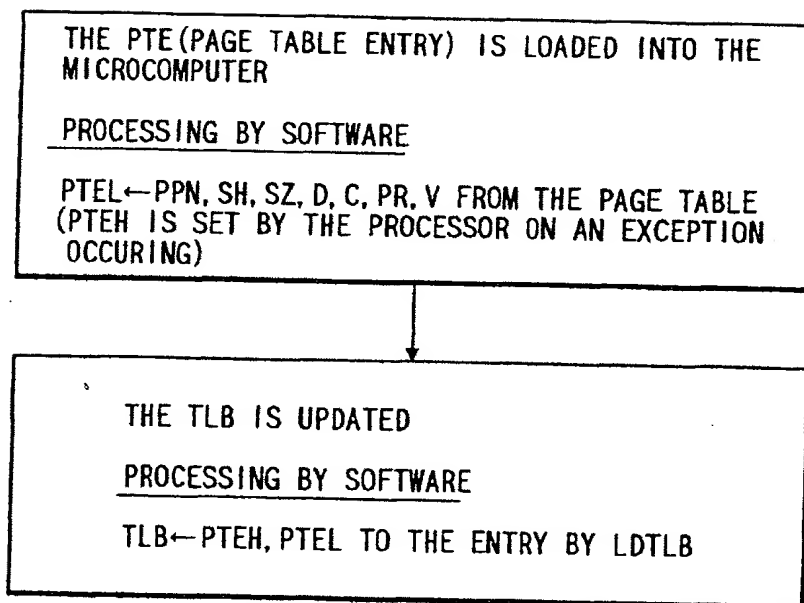 THE PTE(PAGE TABLE ENTRY) IS LOADED INTO THE
MICROCOMPUTER
PROCESSING BY SOFTWARE
PTEL←PPN, SH, SZ, D, C, PR, V FROM THE PAGE TABLE
(PTEH IS SET BY THE PROCESSOR ON AN EXCEPTION
OCCURING)
THE TLB IS UPDATED
PROCESSING BY SOFTWARE
TLB←PTEH, PTEL TO THE ENTRY BY LDTLB